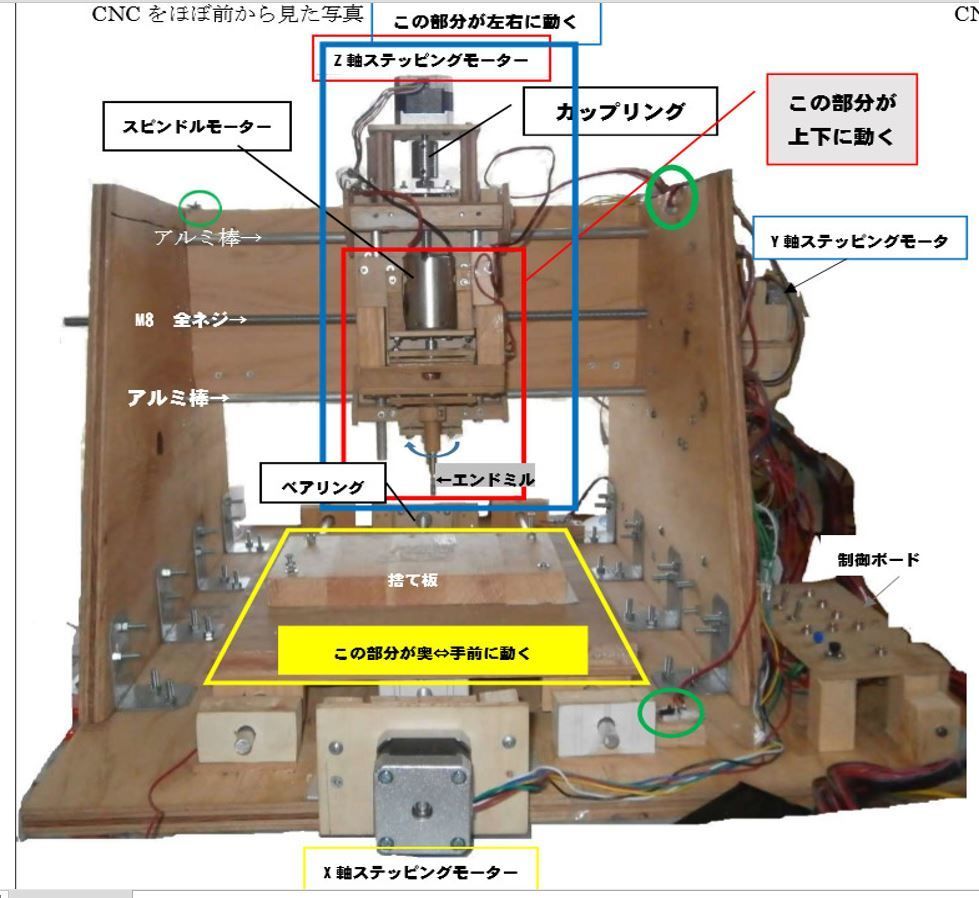 CNC をほぼ前から見た写真
CN
この部分が左右に動く
Z 軸ステッピングモーター
カップリング
この部分が
上下に動く
スピンドルモーター
アルミ棒→
Y 軸ステッピングモータ
M8　全ネジ→
アルミ棒→
ベアリング
←エンドミル
制御ボード
捨て板
この部分が奥⇔手前に動く
X 軸ステッピングモーター